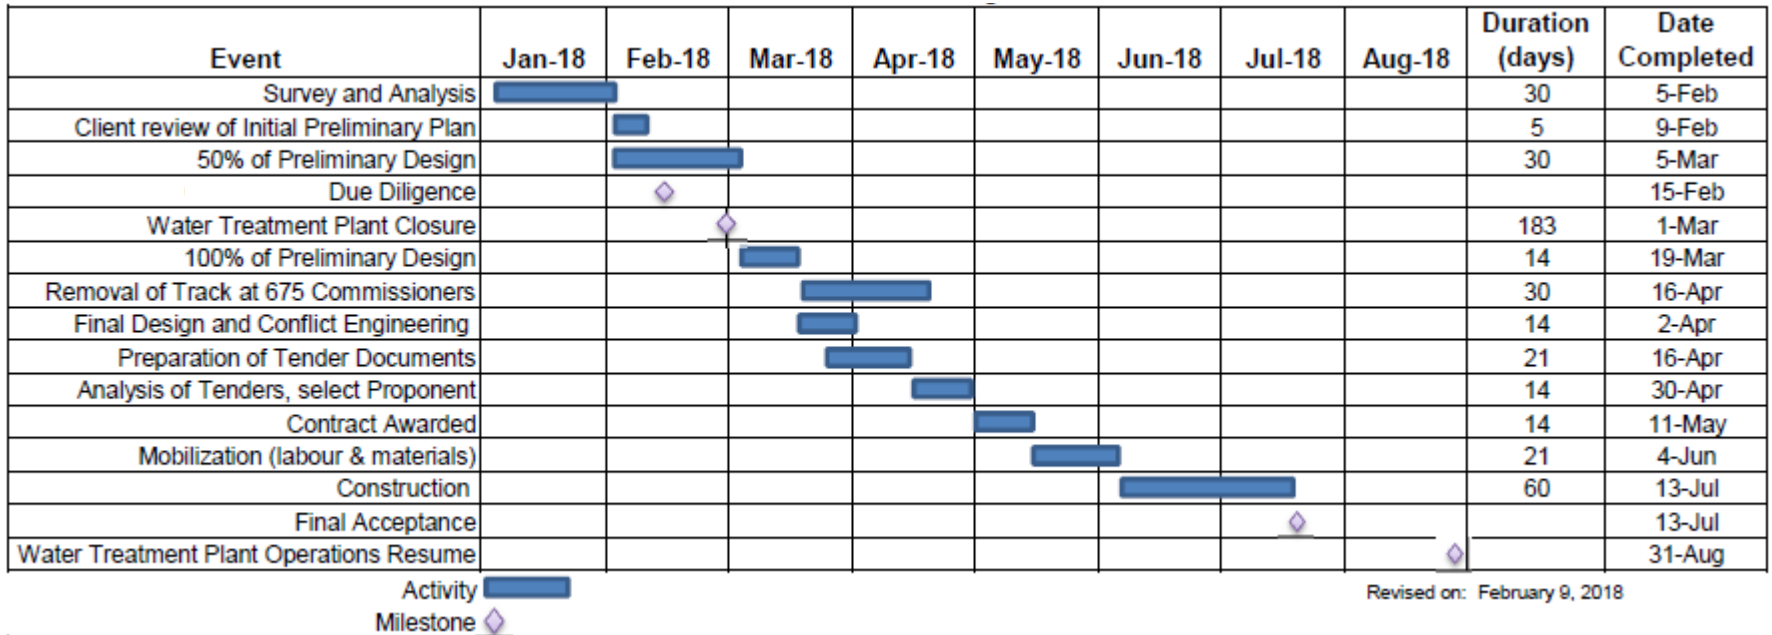 Event Jan-18 Feb-18 Mar-18 Apr-18 May-18 Jun-18 Jul-18 Aug-18 Duration (days) Date Completed
Survey and Analysis 30 5-Feb
Client review of Initial Preliminary Plan 5 9-Feb
50% of Preliminary Design 30 5-Mar
Due Diligence 15-Feb
Water Treatment Plant Closure 183 1-Mar
100% of Preliminary Design 14 19-Mar
Removal of Track at 675 Commissioners 30 16-Apr
Final Design and Conflict Engineering 14 2-Apr
Preparation of Tender Documents 21 16-Apr
Analysis of Tenders, select Proponent 14 30-Apr
Contract Awarded 14 11-May
Mobilization (labour & materials) 21 4-Jun
Construction 60 13-Jul
Final Acceptance 13-Jul
Water Treatment Plant Operations Resume 31-Aug
Activity
Revised on: February 9, 2018
Milestone